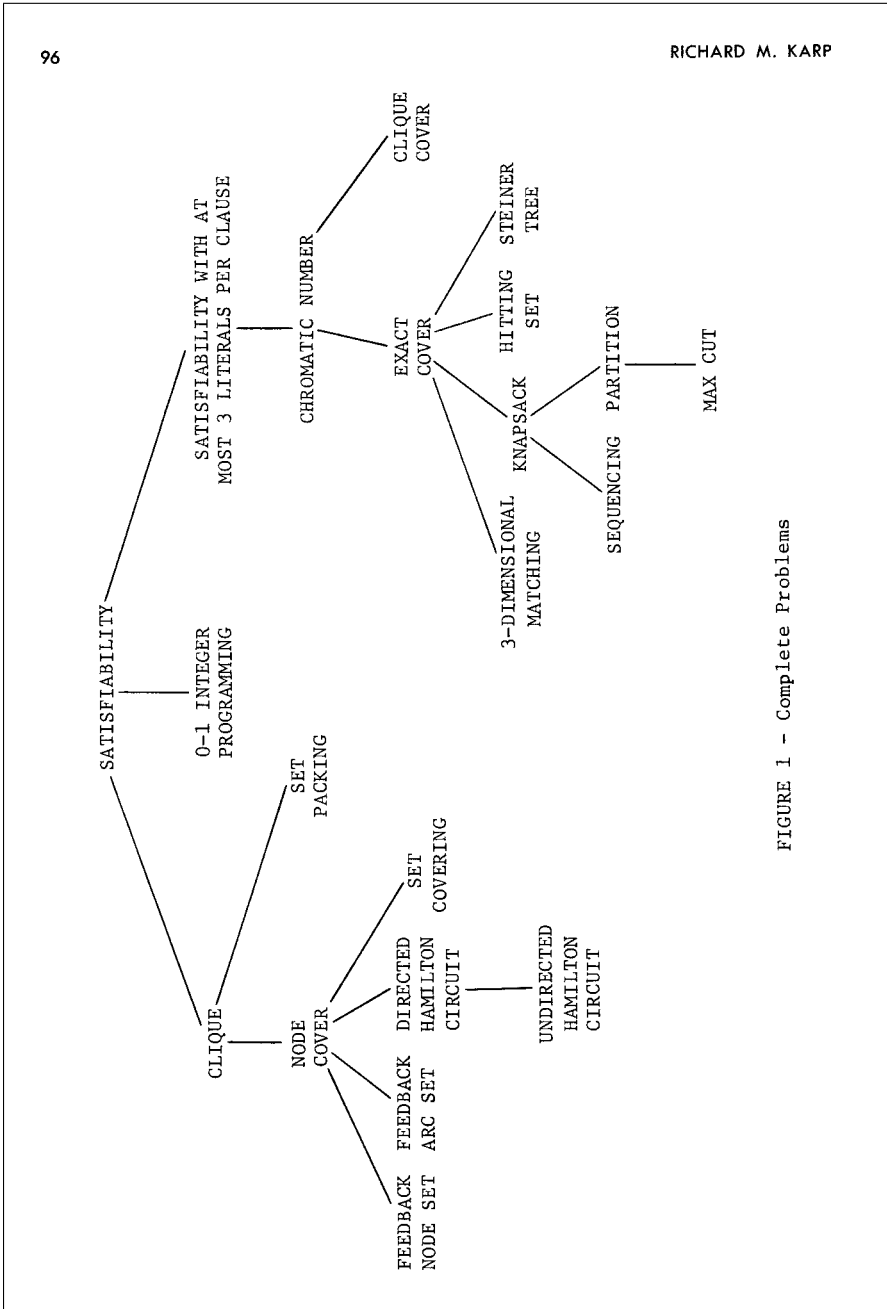 96
RICHARD M. KARP
SATISFIABILITY
CLIQUE
0-1 INTEGER
PROGRAMMING
SATISFIABILITY WITH AT
MOST 3 LITERALS PER CLAUSE
NODE
COVER
SET
PACKING
CHROMATIC NUMBER
FEEDBACK
NODE SET
FEEDBACK
ARC SET
DIRECTED
HAMILTON
CIRCUIT
SET
COVERING
EXACT
COVER
CLIQUE
COVER
UNDIRECTED
HAMILTON
CIRCUIT
3-DIMENSIONAL
MATCHING
KNAPSACK
HITTING
SET
STEINER
TREE
SEQUENCING
PARTITION
MAX CUT
FIGURE 1 - Complete Problems